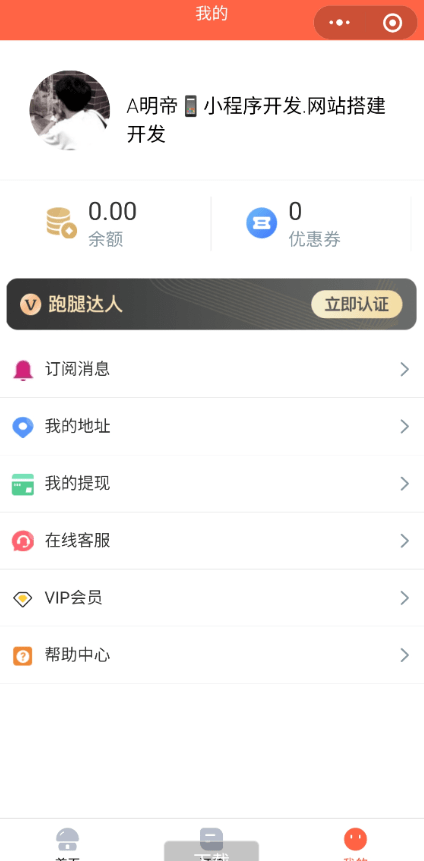 我的
A明帝📱小程序开发.网站搭建
开发
0.00
余额
0
优惠券
V 跑腿达人
立即认证
订阅消息
我的地址
我的提现
在线客服
VIP会员
帮助中心